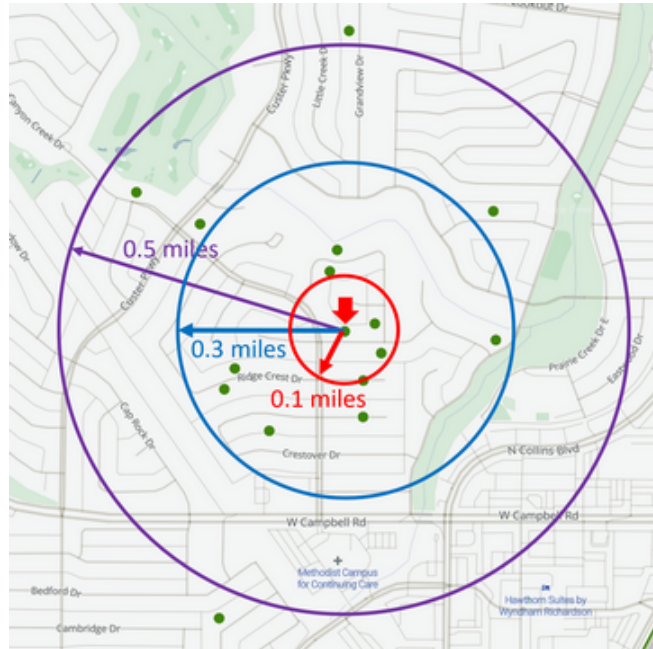 Lookout Dr
Custer Pkwy
Little Creek Dr
Grandview Dr
Canyon Creek Dr
0.5 miles
Custer Pkwy
0.3 miles
Ridge Crest Dr
0.1 miles
Prairie Creek Dr E
Eastwood Dr
Cap Rock Dr
Crestover Dr
N Collins Blvd
W Campbell Rd
W Campbell Rd
Methodist Campus
for Continuing Care
Bedford Dr
Hawthorn Suites by
Wyndham Richardson
Cambridge Dr